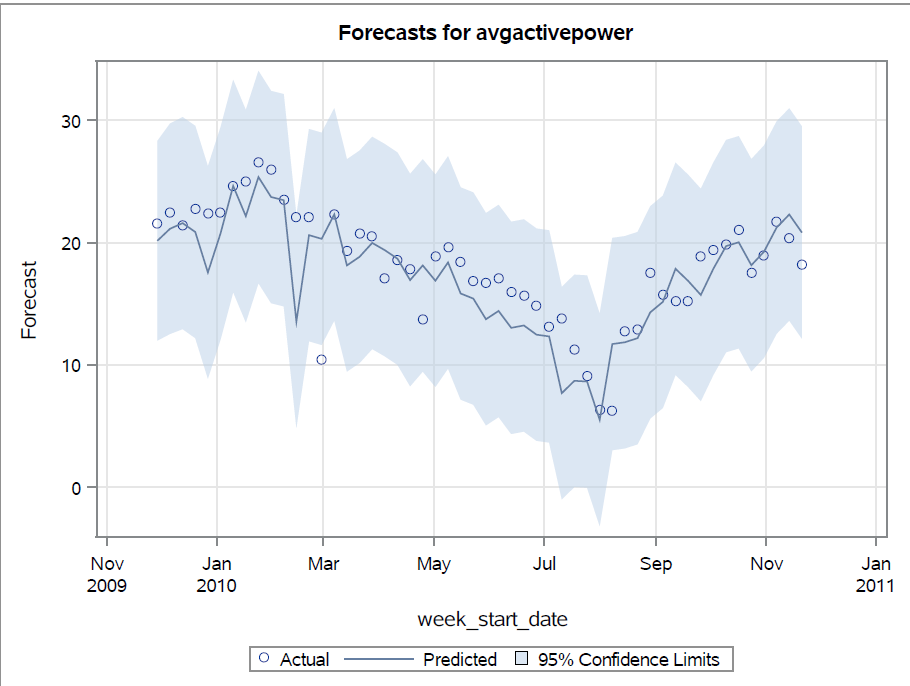 Forecasts for avgactivepower
Forecast
30
20
10
0
Nov Jan Mar May Jul Sep Nov Jan
2009 2010 2011
week_start_date
Actual Predicted 95% Confidence Limits